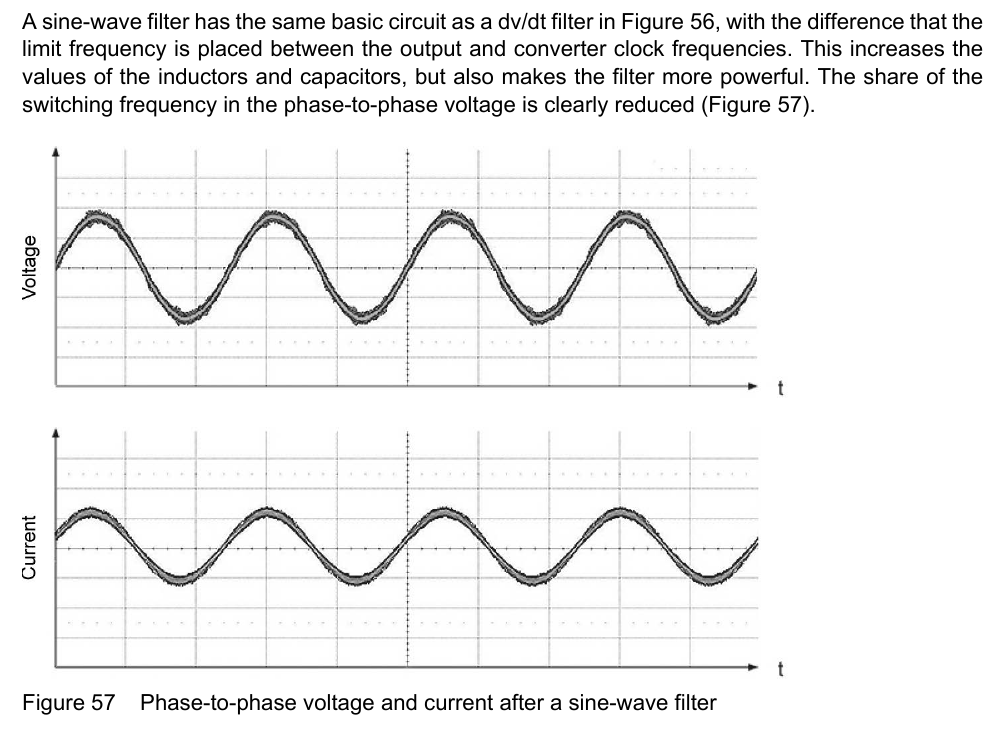 A sine-wave filter has the same basic circuit as a dv/dt filter in Figure 56, with the difference that the
limit frequency is placed between the output and converter clock frequencies. This increases the
values of the inductors and capacitors, but also makes the filter more powerful. The share of the
switching frequency in the phase-to-phase voltage is clearly reduced (Figure 57).
Voltage
t
Current
t
Figure 57 Phase-to-phase voltage and current after a sine-wave filter